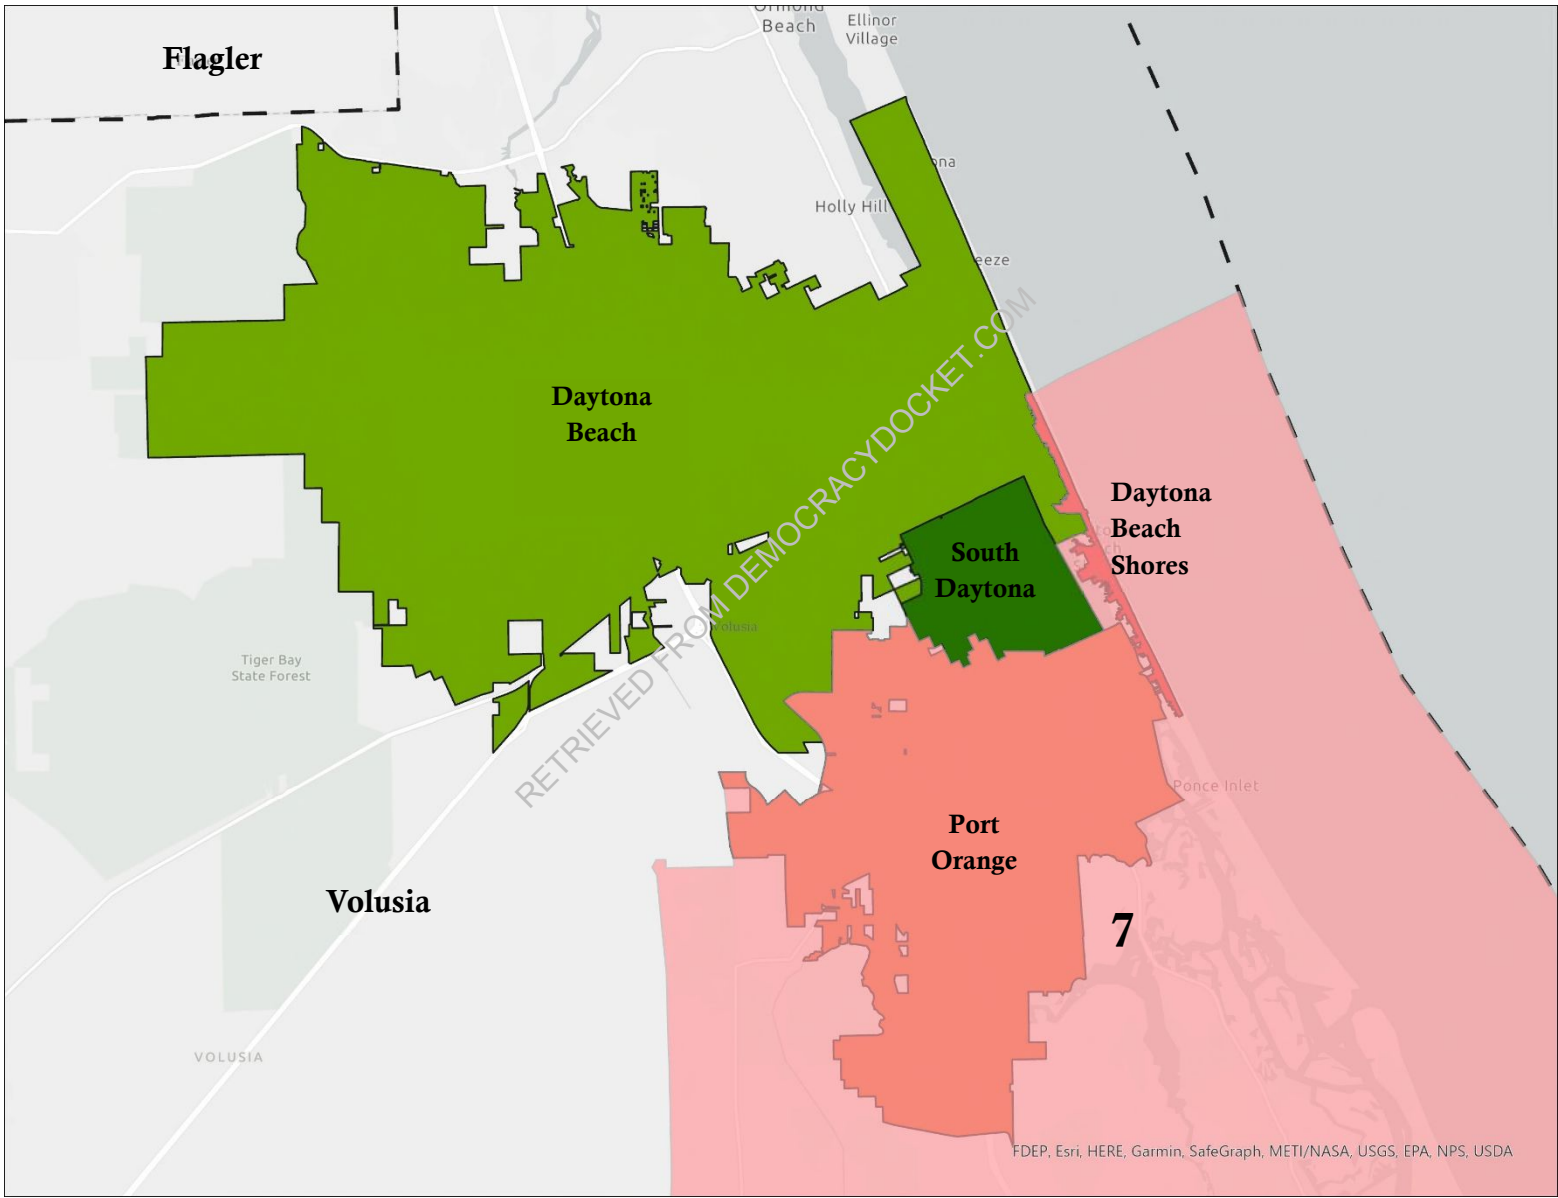 Beach
Ellinor
Village
Flagler
Holly Hill
Daytona
Beach
Daytona
Beach
Shores
South
Daytona
Tiger Bay
State Forest
Ponce Inlet
Port
Orange
Volusia
7
VOLUSIA
RETRIEVED FROM DEMOCRACYDOCKET.COM
FDEP, Esri, HERE, Garmin, SafeGraph, METI/NASA, USGS, EPA, NPS, USDA